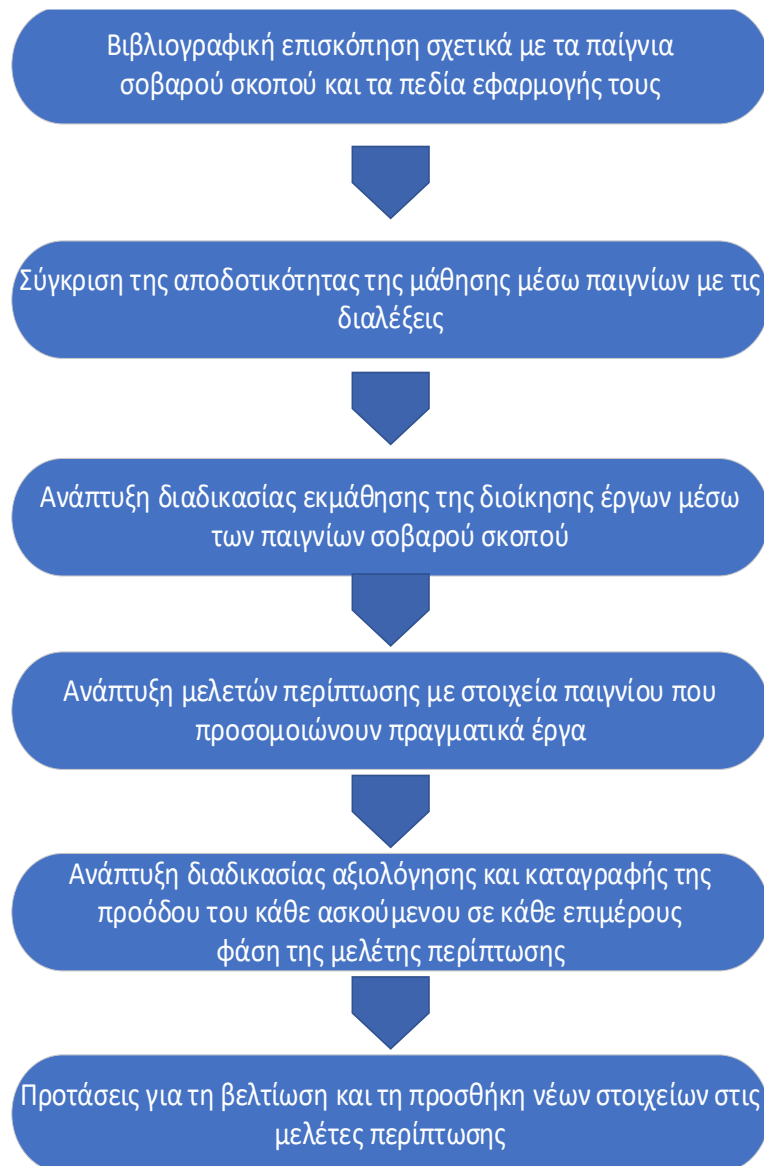 Βιβλιογραφική επισκόπηση σχετικά με τα παίγνια
σοβαρού σκοπού και τα πεδία εφαρμογής τους
Σύγκριση της αποδοτικότητας της μάθησης μέσω παιγνίων με τις
διαλέξεις
Ανάπτυξη διαδικασίας εκμάθησης της διοίκησης έργων μέσω
των παιγνίων σοβαρού σκοπού
Ανάπτυξη μελετών περίπτωσης με στοιχεία παιγνίου που
προσομοιώνουν πραγματικά έργα
Ανάπτυξη διαδικασίας αξιολόγησης και καταγραφής της
προόδου του κάθε ασκούμενου σε κάθε επιμέρους
φάση της μελέτης περίπτωσης
Προτάσεις για τη βελτίωση και τη προσθήκη νέων στοιχείων στις
μελέτες περίπτωσης